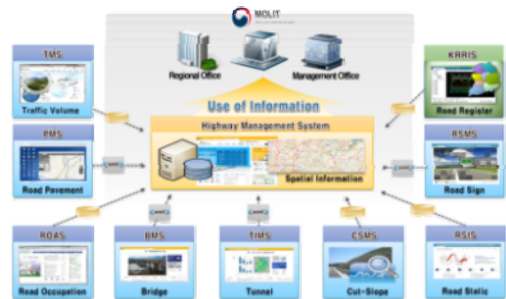 MOLIT
TMS
Traffic Volume
Regional Office
Management Office
KRRIS
Road Register
Use of Information
Highway Management System
Spatial Information
PMS
Road Pavement
RSMS
Road Sign
ROAS
Road Occupation
BMS
Bridge
TIMS
Tunnel
CSMS
Cut-Slope
RSIS
Road Static